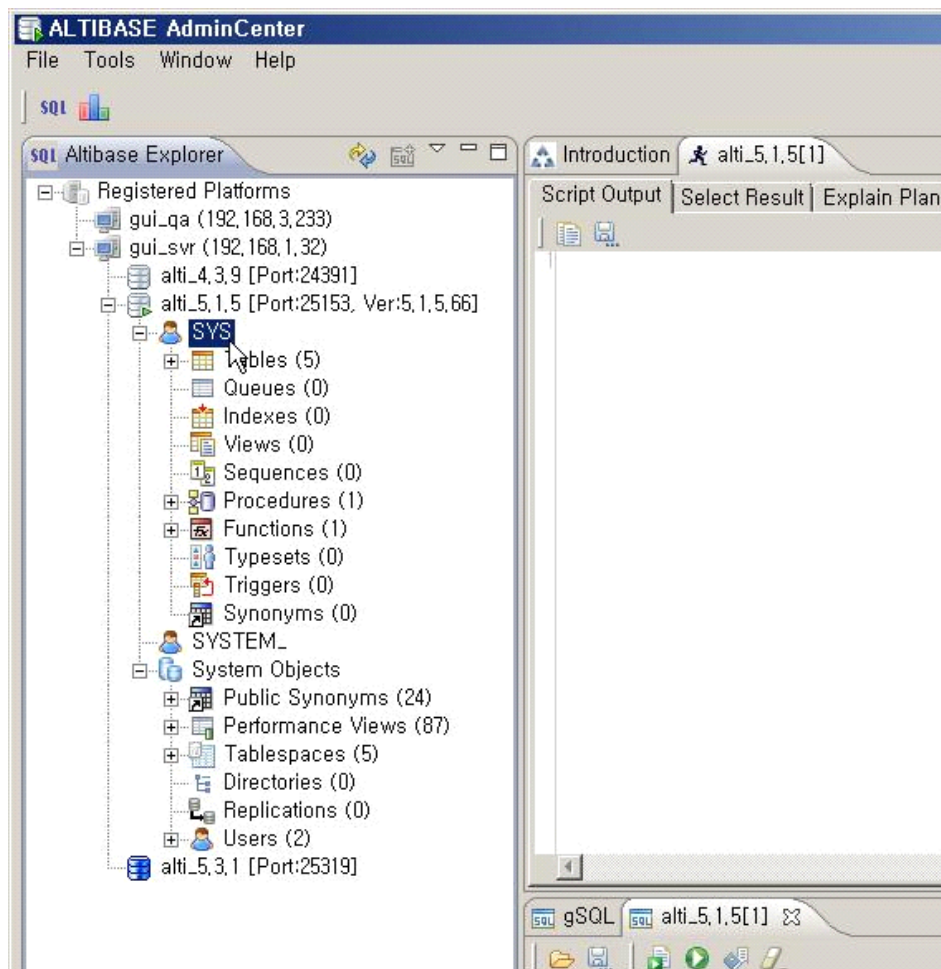 ALTIBASE AdminCenter
File Tools Window Help
SQL
SQL Altibase Explorer
Registered Platforms
gui_qa (192,168,3,233)
gui_svr (192,168,1,32)
alti_4,3,9 [Port:24391]
alti_5,1,5 [Port:25153, Ver:5,1,5,66]
SYS
Tables (5)
Queues (0)
Indexes (0)
Views (0)
Sequences (0)
Procedures (1)
Functions (1)
Typesets (0)
Triggers (0)
Synonyms (0)
SYSTEM_
System Objects
Public Synonyms (24)
Performance Views (87)
Tablespaces (5)
Directories (0)
Replications (0)
Users (2)
alti_5,3,1 [Port:25319]
Introduction alti_5,1,5[1]
Script Output Select Result Explain Plan
gSQL alti_5,1,5[1]